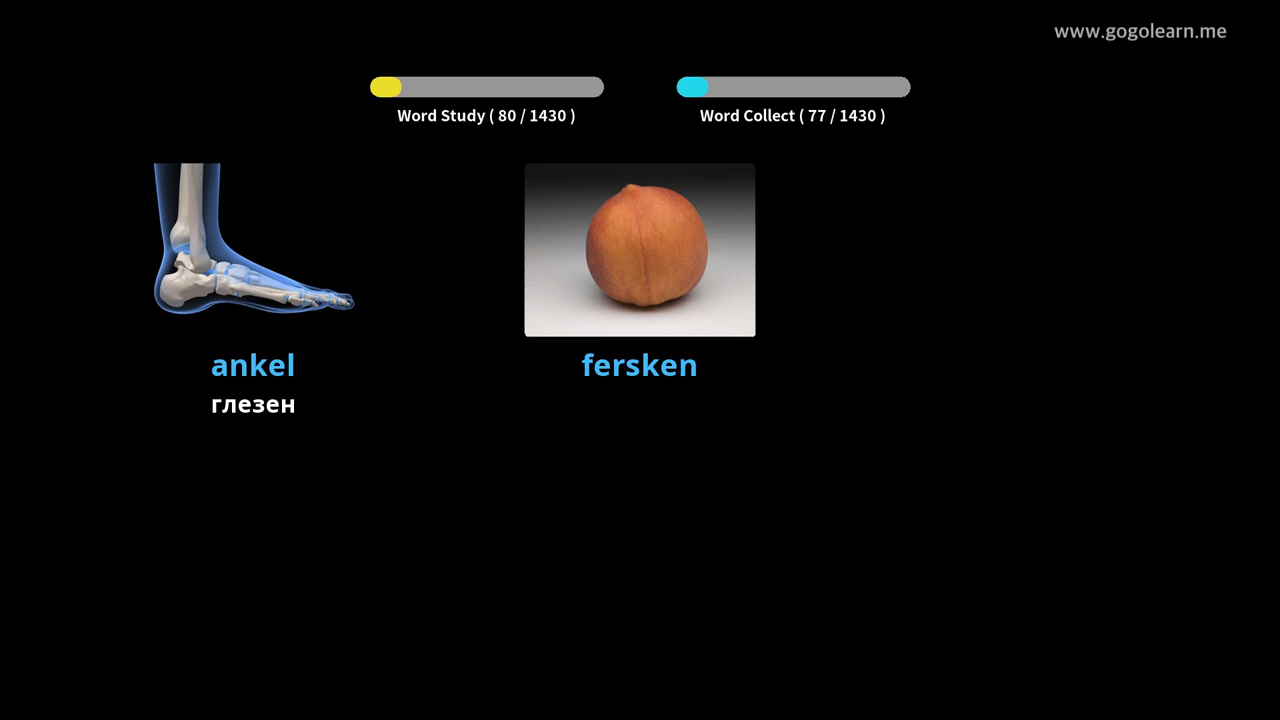 www.gogolearn.me
Word Study ( 80 / 1430 )
Word Collect ( 77 / 1430 )
ankel
fersken
глезен